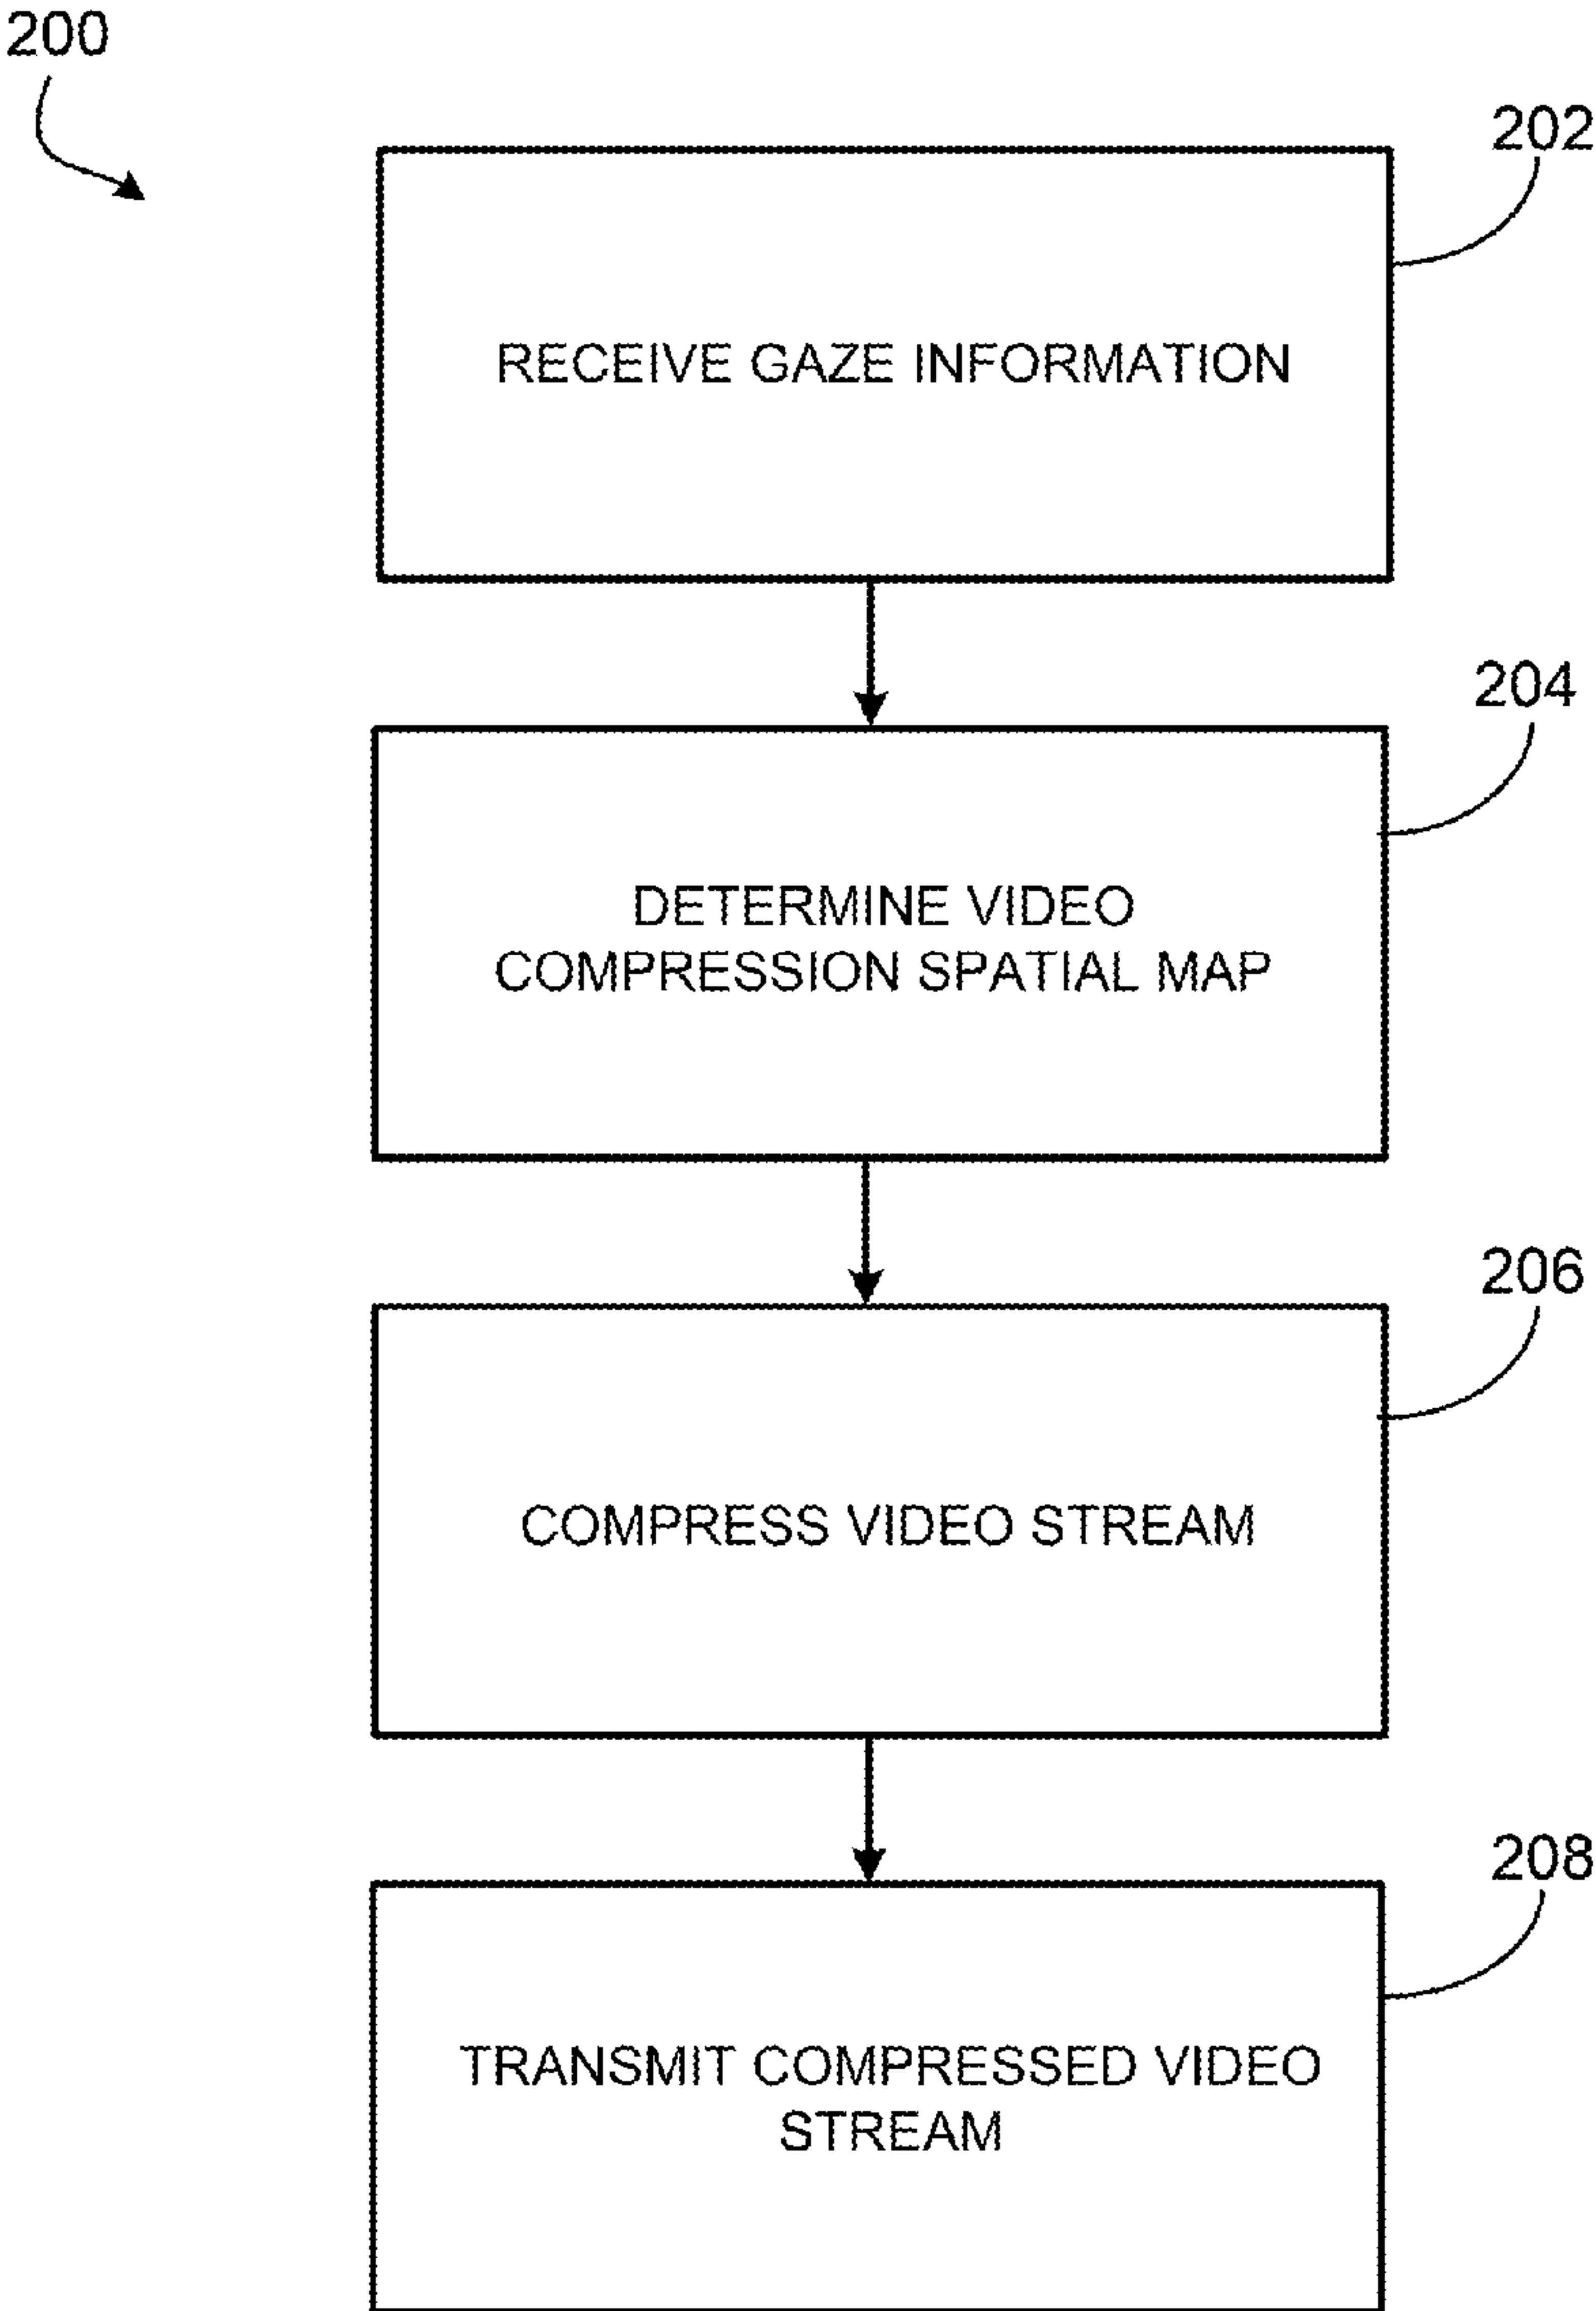 200
202
RECEIVE GAZE INFORMATION
204
DETERMINE VIDEO
COMPRESSION SPATIAL MAP
206
COMPRESS VIDEO STREAM
208
TRANSMIT COMPRESSED VIDEO
STREAM